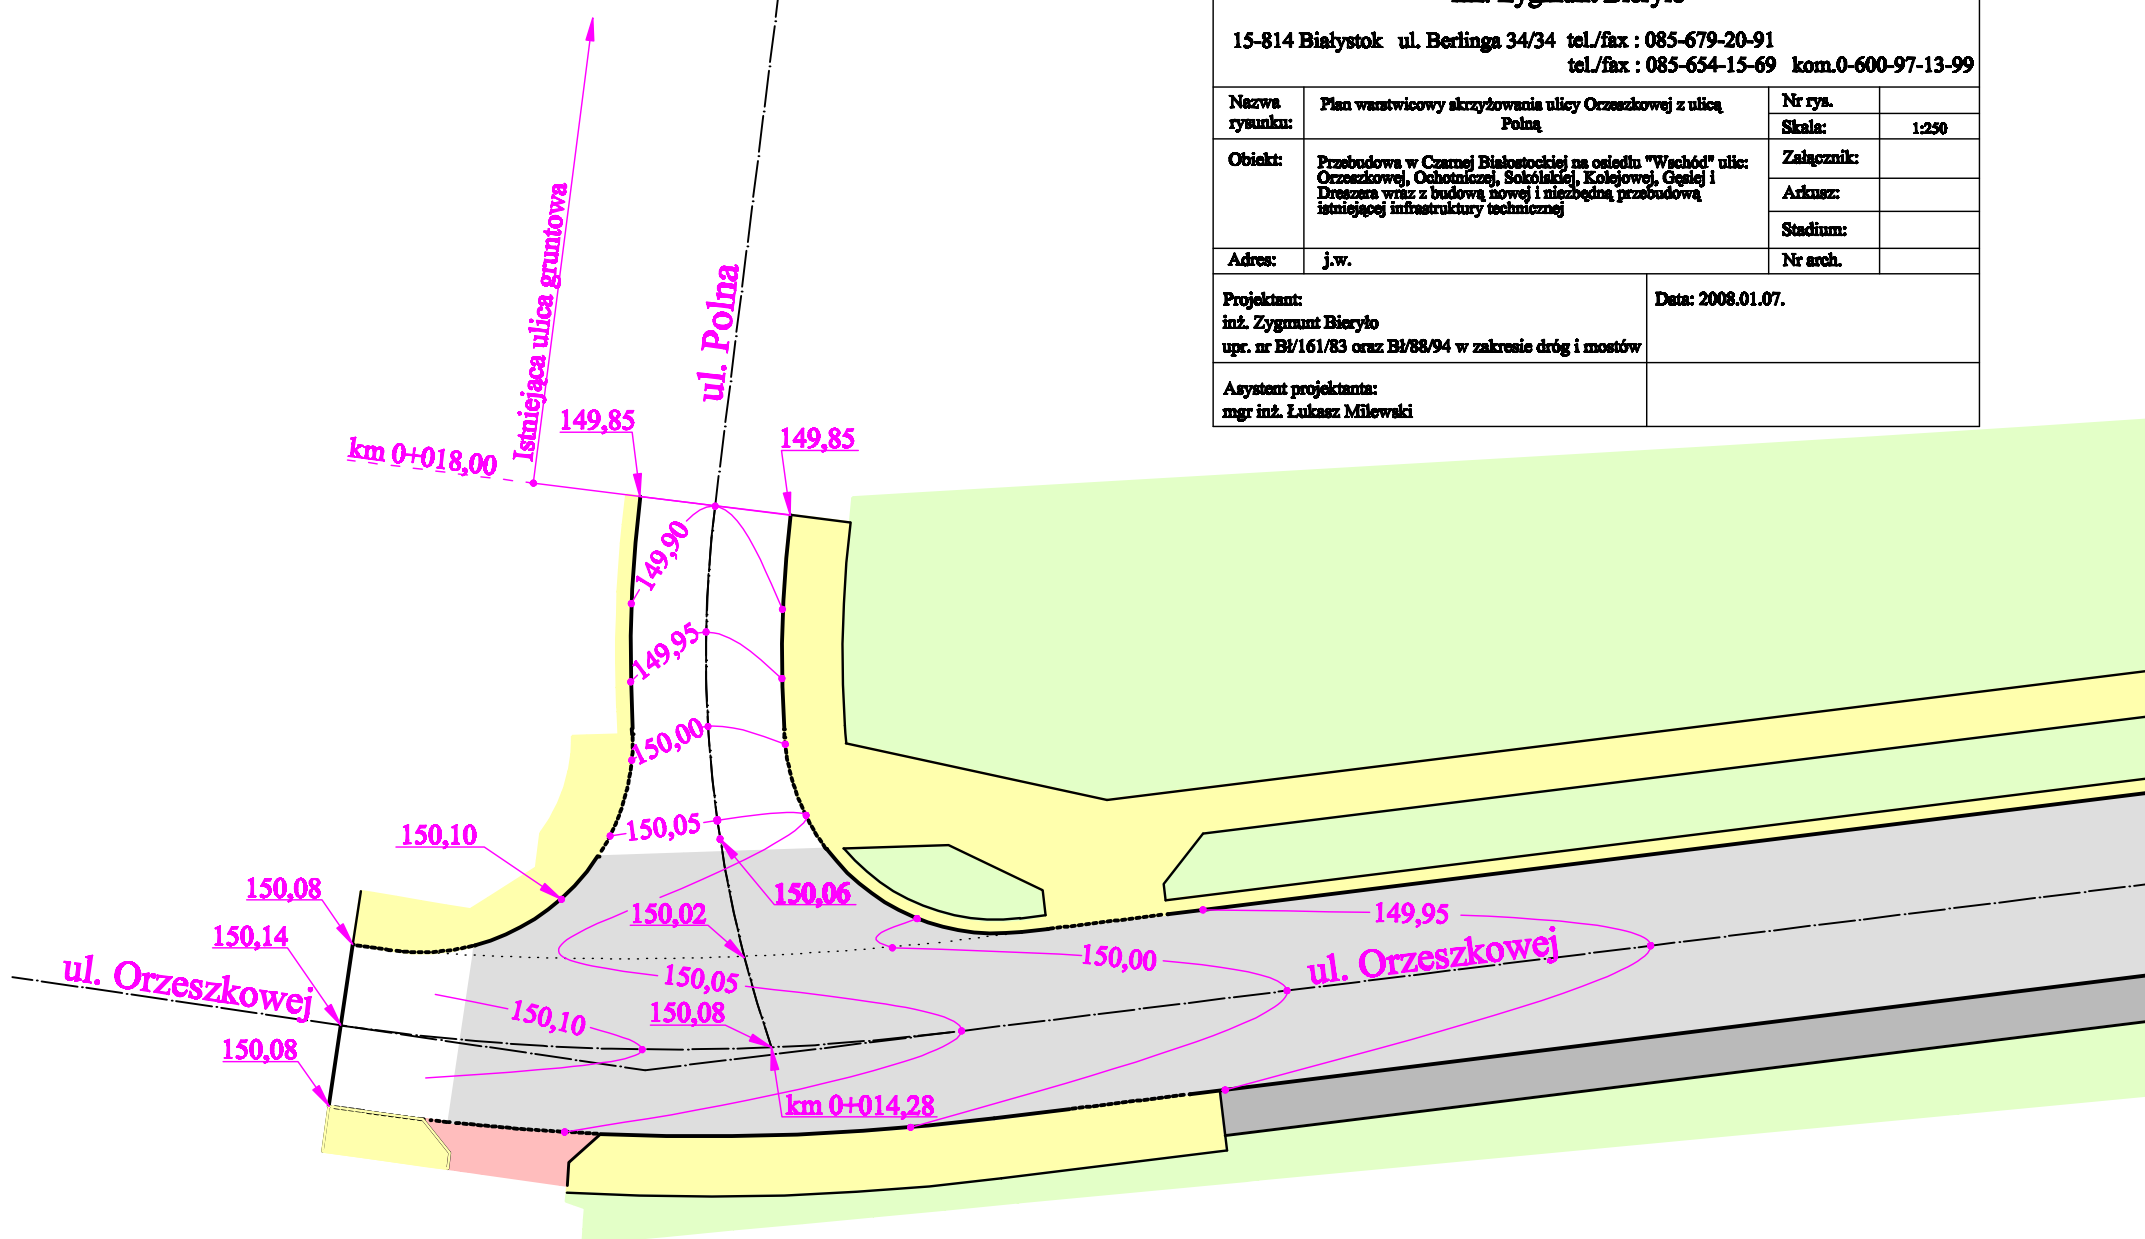 15-814 Białystok ul. Berlinga 34/34 tel./fax : 085-679-20-91
tel./fax : 085-654-15-69 kom.0-600-97-13-99
Nazwa rysunku:
Plan warstwicowy skrzyżowania ulicy Orzeszkowej z ulicą
Polną
Nr rys.
Skala: 1:250
Obiekt:
Przebudowa w Czarnej Białostockiej na osiedlu "Wschód" ulic:
Orzeszkowej, Ochotniczej, Sokólskiej, Kolejowej, Gęsiej i
Dreszera wraz z budową nowej i niezbędną przebudową
istniejącej infrastruktury technicznej
Załącznik:
Arkusz:
Stadium:
Adres: j.w.
Nr arch.
Projektant:
inż. Zygmunt Bieryło
upr. nr Bł/161/83 oraz Bł/88/94 w zakresie dróg i mostów
Data: 2008.01.07.
Asystent projektanta:
mgr inż. Łukasz Milewski
Istniejąca ulica gruntowa
ul. Polna
149,85
149,85
km 0+018,00
149,90
149,95
150,00
150,05
150,10
150,08
150,14
150,06
150,02
149,95
150,00
ul. Orzeszkowej
ul. Orzeszkowej
150,05
150,10
150,08
150,08
km 0+014,28